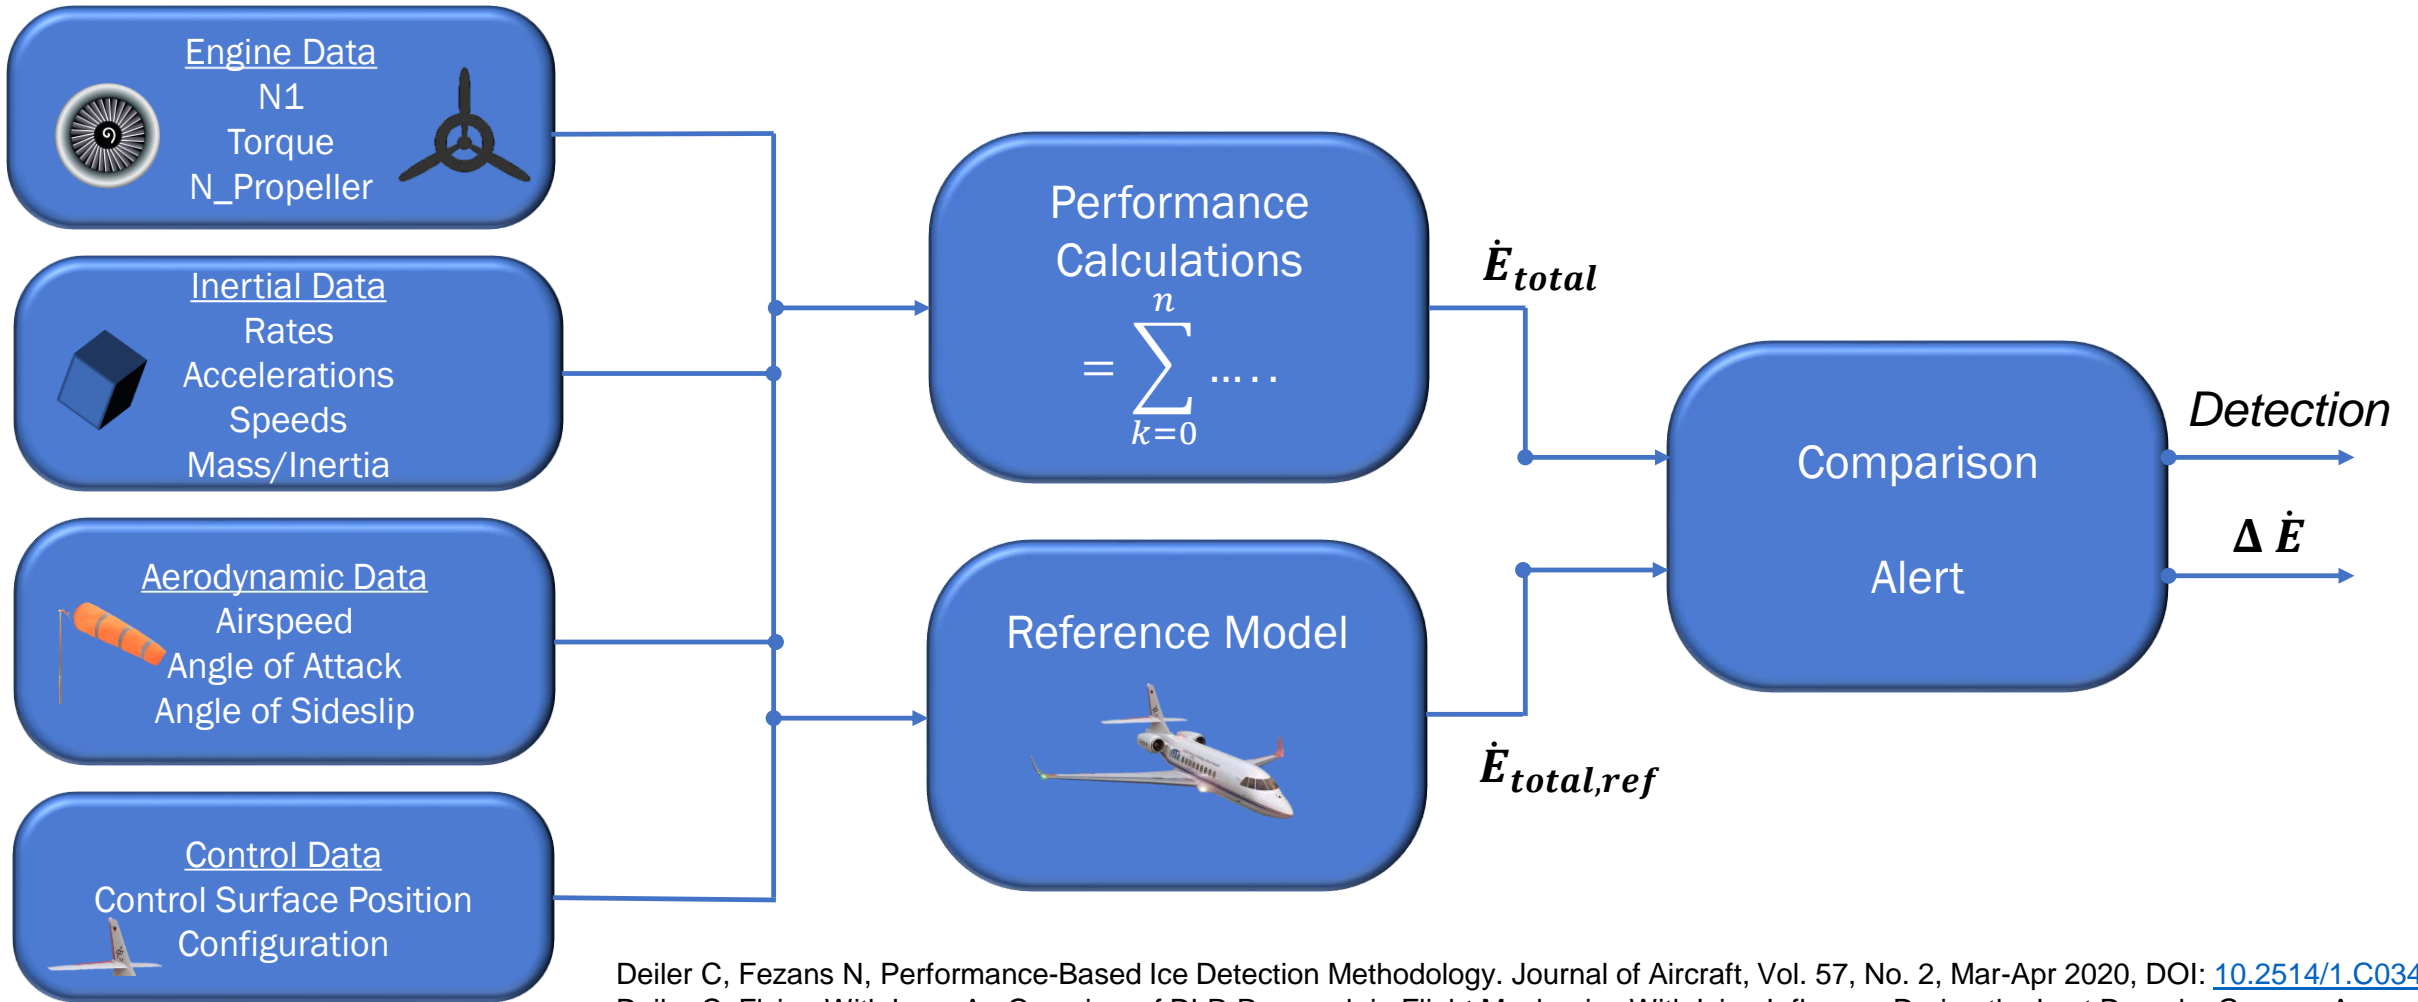 Engine Data
N1
Torque
N_Propeller
Inertial Data
Rates
Accelerations
Speeds
Mass/Inertia
Aerodynamic Data
Airspeed
Angle of Attack
Angle of Sideslip
Control Data
Control Surface Position
Configuration
Performance
Calculations
n
= ∑ .....
k=0
Reference Model
Ė_total
Ė_total,ref
Comparison
Alert
Detection
Δ Ė
Deiler C, Fezans N, Performance-Based Ice Detection Methodology. Journal of Aircraft, Vol. 57, No. 2, Mar-Apr 2020, DOI: 10.2514/1.C034